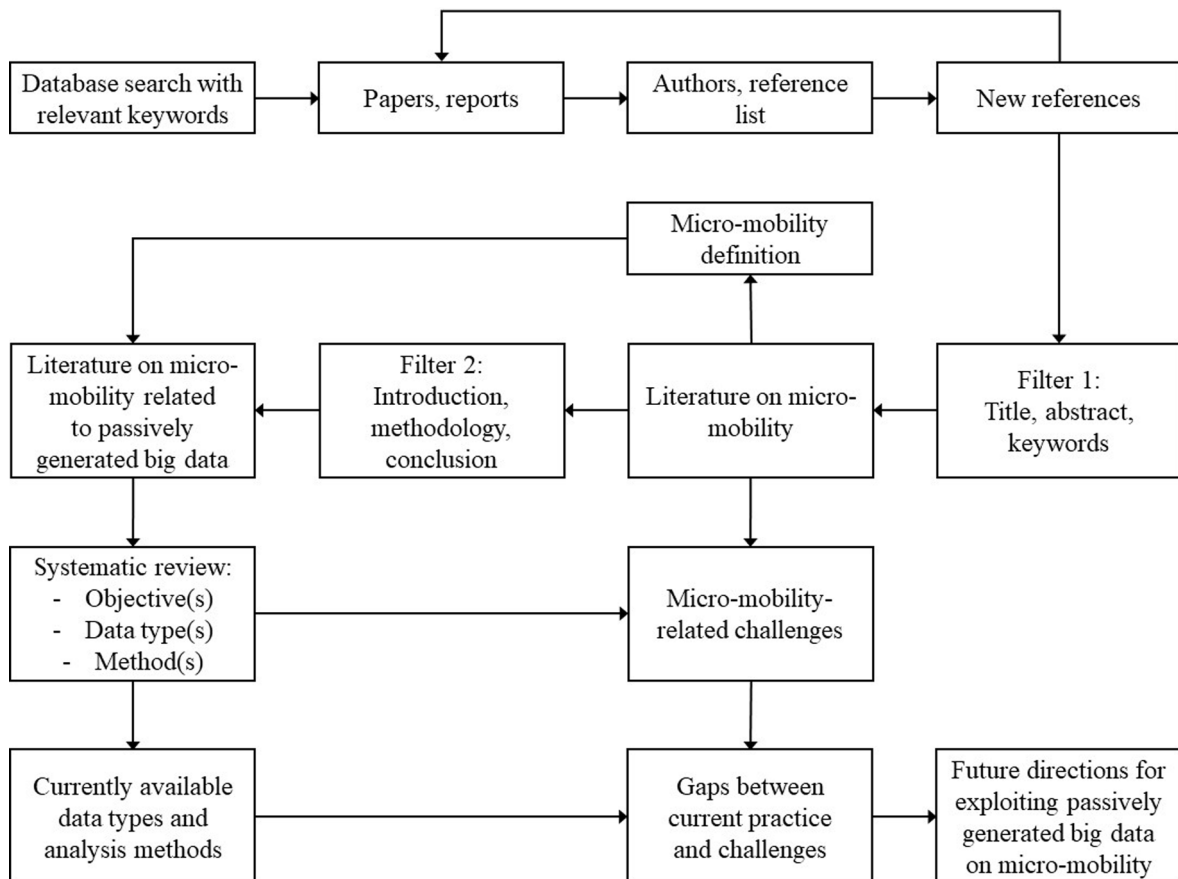 Database search with
relevant keywords
Papers, reports
Authors, reference
list
New references
Micro-mobility
definition
Literature on micro-
mobility related
to passively
generated big data
Filter 2:
Introduction,
methodology,
conclusion
Literature on micro-
mobility
Filter 1:
Title, abstract,
keywords
Systematic review:
- Objective(s)
- Data type(s)
- Method(s)
Micro-mobility-
related challenges
Currently available
data types and
analysis methods
Gaps between
current practice
and challenges
Future directions for
exploiting passively
generated big data
on micro-mobility